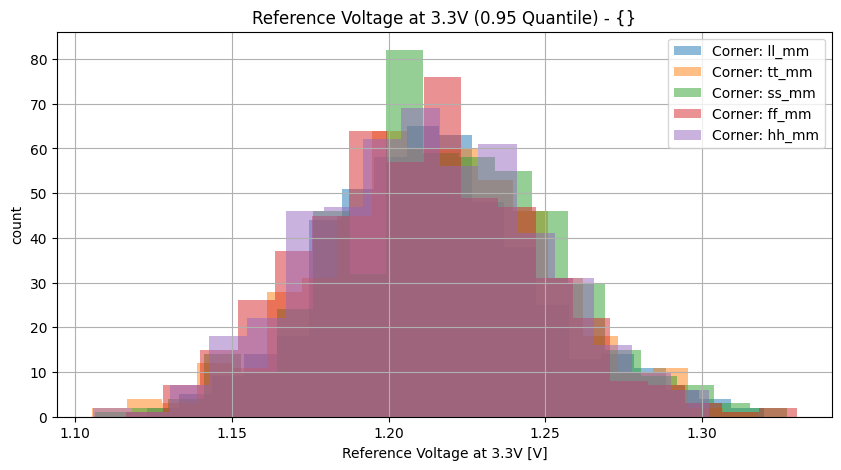 Reference Voltage at 3.3V (0.95 Quantile) - {}
Corner: ll_mm
Corner: tt_mm
Corner: ss_mm
Corner: ff_mm
Corner: hh_mm
count
80
70
60
50
40
30
20
10
0
1.10 1.15 1.20 1.25 1.30
Reference Voltage at 3.3V [V]